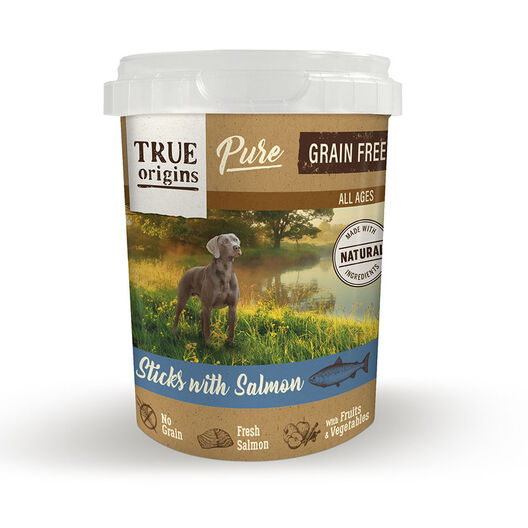 TRUE
origins
Pure
GRAIN FREE
ALL AGES
MADE WITH
NATURAL
INGREDIENTS
Sticks with Salmon
No
Grain
Fresh
Salmon
With Fruits
& Vegetables